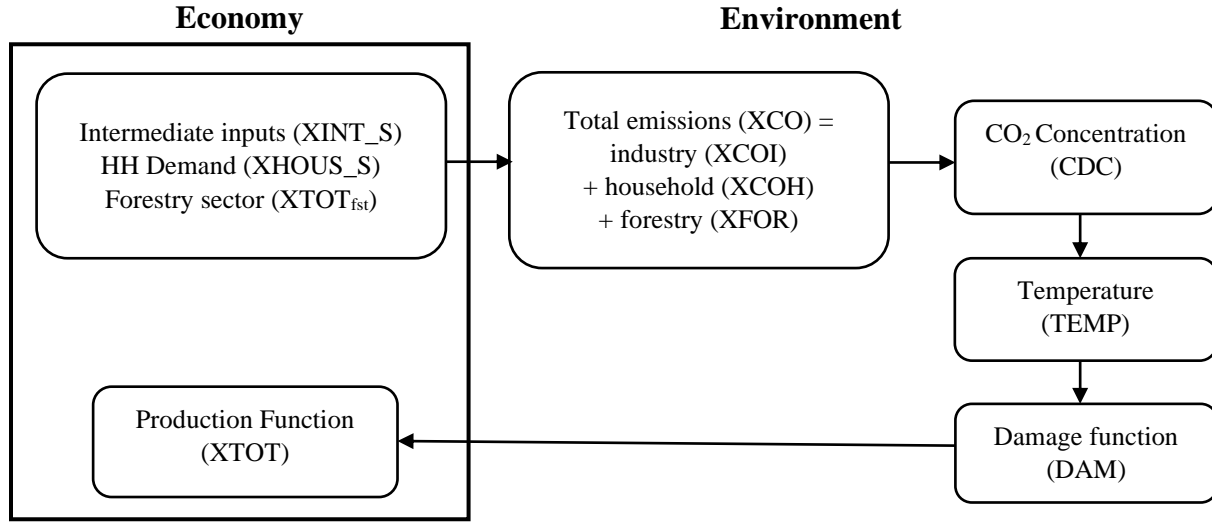 Economy
Environment
Intermediate inputs (XINT_S)
HH Demand (XHOUS_S)
Forestry sector (XTOTfst)
Total emissions (XCO) =
industry (XCOI)
+ household (XCOH)
+ forestry (XFOR)
CO₂ Concentration
(CDC)
Temperature
(TEMP)
Damage function
(DAM)
Production Function
(XTOT)